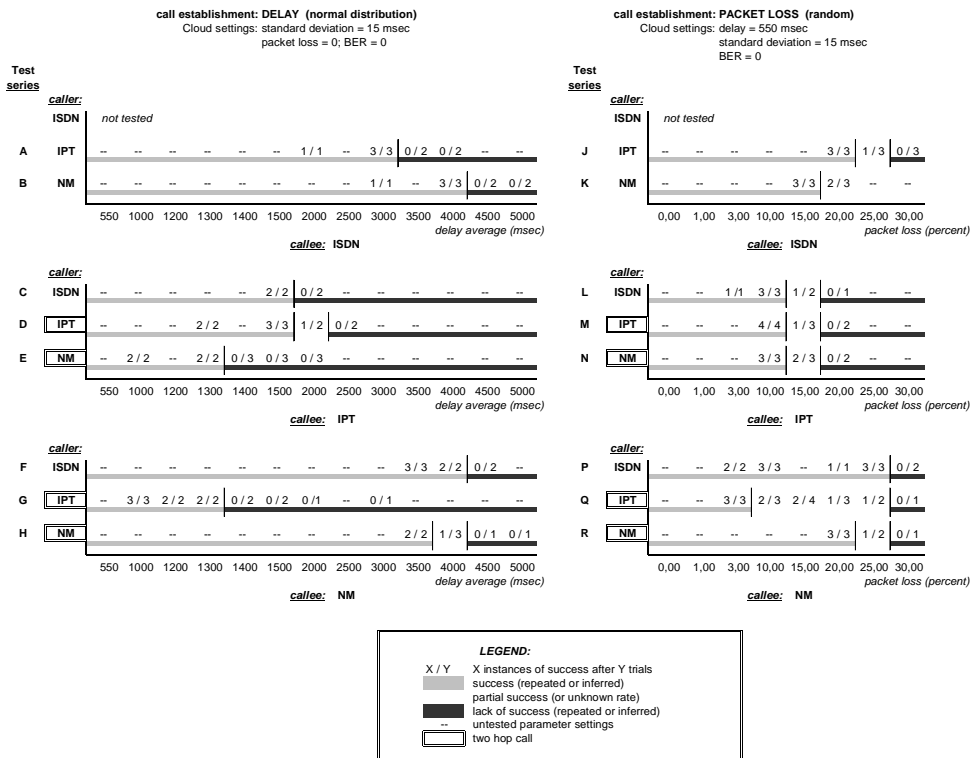 call establishment: DELAY (normal distribution)
Cloud settings: standard deviation = 15 msec
packet loss = 0; BER = 0
Test series
caller:
ISDN not tested
A IPT -- -- -- -- -- -- 1 / 1 -- 3 / 3 0 / 2 0 / 2 -- --
B NM -- -- -- -- -- -- -- -- 1 / 1 -- 3 / 3 0 / 2 0 / 2
550 1000 1200 1300 1400 1500 2000 2500 3000 3500 4000 4500 5000
delay average (msec)
callee: ISDN
caller:
C ISDN -- -- -- -- -- 2 / 2 0 / 2 -- -- -- -- -- --
D IPT -- -- -- 2 / 2 -- 3 / 3 1 / 2 0 / 2 -- -- -- -- --
E NM -- 2 / 2 -- 2 / 2 0 / 3 0 / 3 0 / 3 -- -- -- -- -- --
550 1000 1200 1300 1400 1500 2000 2500 3000 3500 4000 4500 5000
delay average (msec)
callee: IPT
caller:
F ISDN -- -- -- -- -- -- -- -- -- 3 / 3 2 / 2 0 / 2 --
G IPT -- 3 / 3 2 / 2 2 / 2 0 / 2 0 / 2 0 /1 -- 0 / 1 -- -- -- --
H NM -- -- -- -- -- -- -- -- -- 2 / 2 1 / 3 0 / 1 0 / 1
550 1000 1200 1300 1400 1500 2000 2500 3000 3500 4000 4500 5000
delay average (msec)
callee: NM
call establishment: PACKET LOSS (random)
Cloud settings: delay = 550 msec
standard deviation = 15 msec
BER = 0
Test series
caller:
ISDN not tested
J IPT -- -- -- -- -- 3 / 3 1 / 3 0 / 3
K NM -- -- -- -- 3 / 3 2 / 3 -- --
0,00 1,00 3,00 10,00 15,00 20,00 25,00 30,00
packet loss (percent)
callee: ISDN
caller:
L ISDN -- -- 1 /1 3 / 3 1 / 2 0 / 1 -- --
M IPT -- -- -- 4 / 4 1 / 3 0 / 2 -- --
N NM -- -- -- 3 / 3 2 / 3 0 / 2 -- --
0,00 1,00 3,00 10,00 15,00 20,00 25,00 30,00
packet loss (percent)
callee: IPT
caller:
P ISDN -- -- 2 / 2 3 / 3 -- 1 / 1 3 / 3 0 / 2
Q IPT -- -- 3 / 3 2 / 3 2 / 4 1 / 3 1 / 2 0 / 1
R NM -- -- -- -- -- 3 / 3 1 / 2 0 / 1
0,00 1,00 3,00 10,00 15,00 20,00 25,00 30,00
packet loss (percent)
callee: NM
LEGEND:
X / Y X instances of success after Y trials
success (repeated or inferred)
partial success (or unknown rate)
lack of success (repeated or inferred)
-- untested parameter settings
two hop call